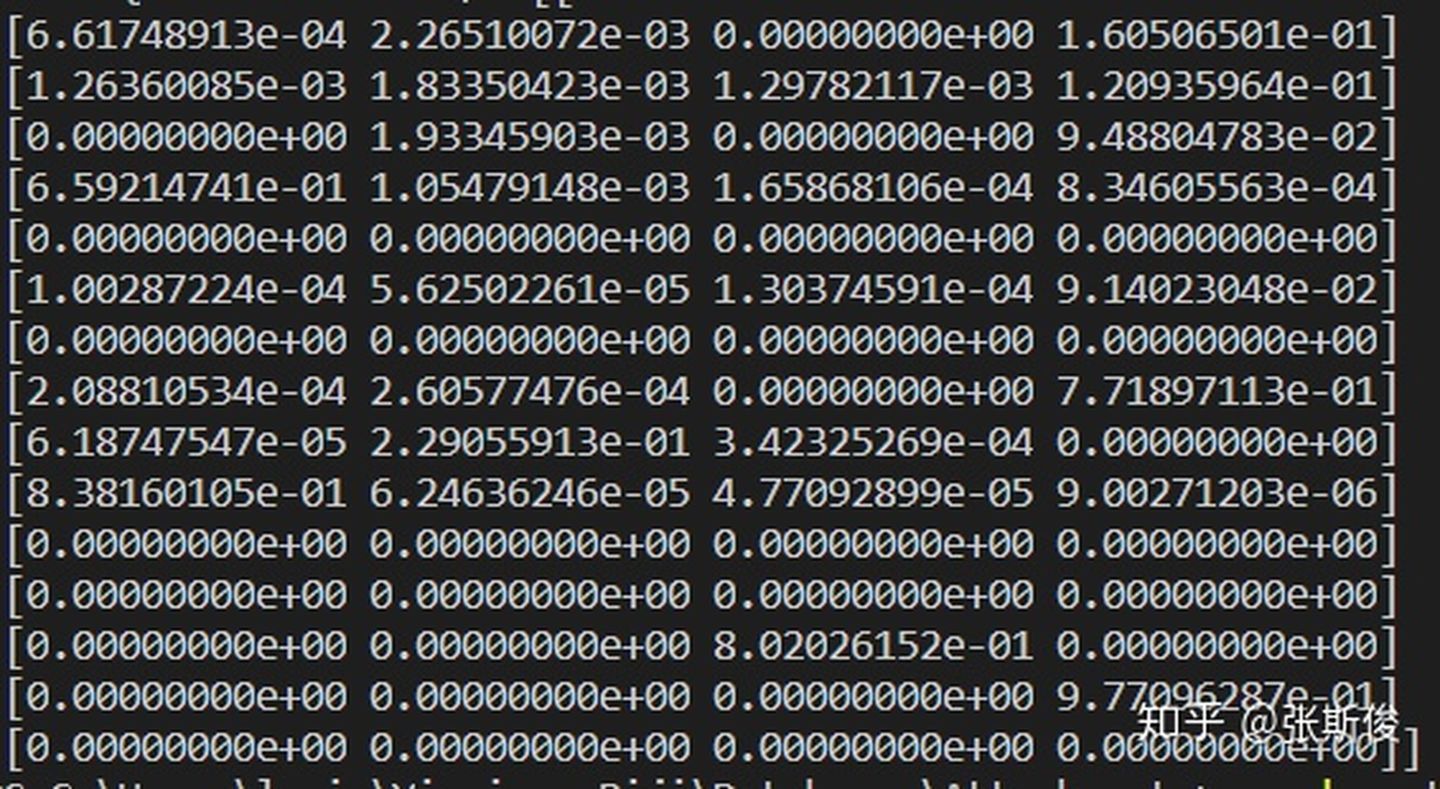 [6.61748913e-04 2.26510072e-03 0.00000000e+00 1.60506501e-01]
[1.26360085e-03 1.83350423e-03 1.29782117e-03 1.20935964e-01]
[0.00000000e+00 1.93345903e-03 0.00000000e+00 9.48804783e-02]
[6.59214741e-01 1.05479148e-03 1.65868106e-04 8.34605563e-04]
[0.00000000e+00 0.00000000e+00 0.00000000e+00 0.00000000e+00]
[1.00287224e-04 5.62502261e-05 1.30374591e-04 9.14023048e-02]
[0.00000000e+00 0.00000000e+00 0.00000000e+00 0.00000000e+00]
[2.08810534e-04 2.60577476e-04 0.00000000e+00 7.71897113e-01]
[6.18747547e-05 2.29055913e-01 3.42325269e-04 0.00000000e+00]
[8.38160105e-01 6.24636246e-05 4.77092899e-05 9.00271203e-06]
[0.00000000e+00 0.00000000e+00 0.00000000e+00 0.00000000e+00]
[0.00000000e+00 0.00000000e+00 0.00000000e+00 0.00000000e+00]
[0.00000000e+00 0.00000000e+00 8.02026152e-01 0.00000000e+00]
[0.00000000e+00 0.00000000e+00 0.00000000e+00 9.77096287e-01]
知乎 @张斯俊
[0.00000000e+00 0.00000000e+00 0.00000000e+00 0.00000000e+00]]